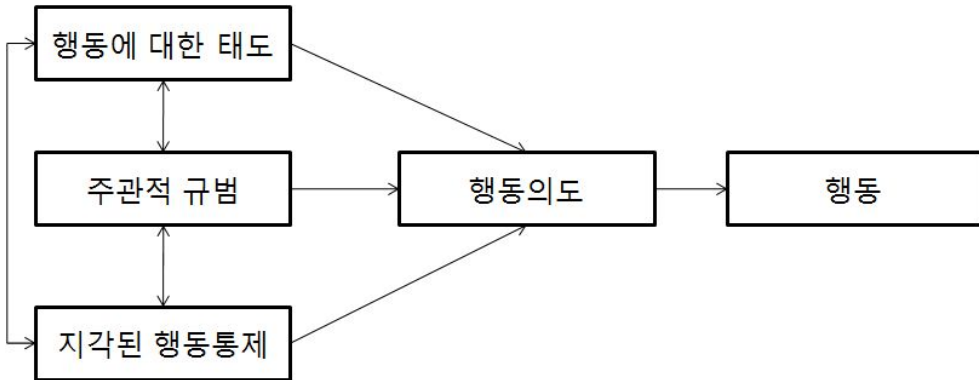 행동에 대한 태도
주관적 규범
행동의도
행동
지각된 행동통제